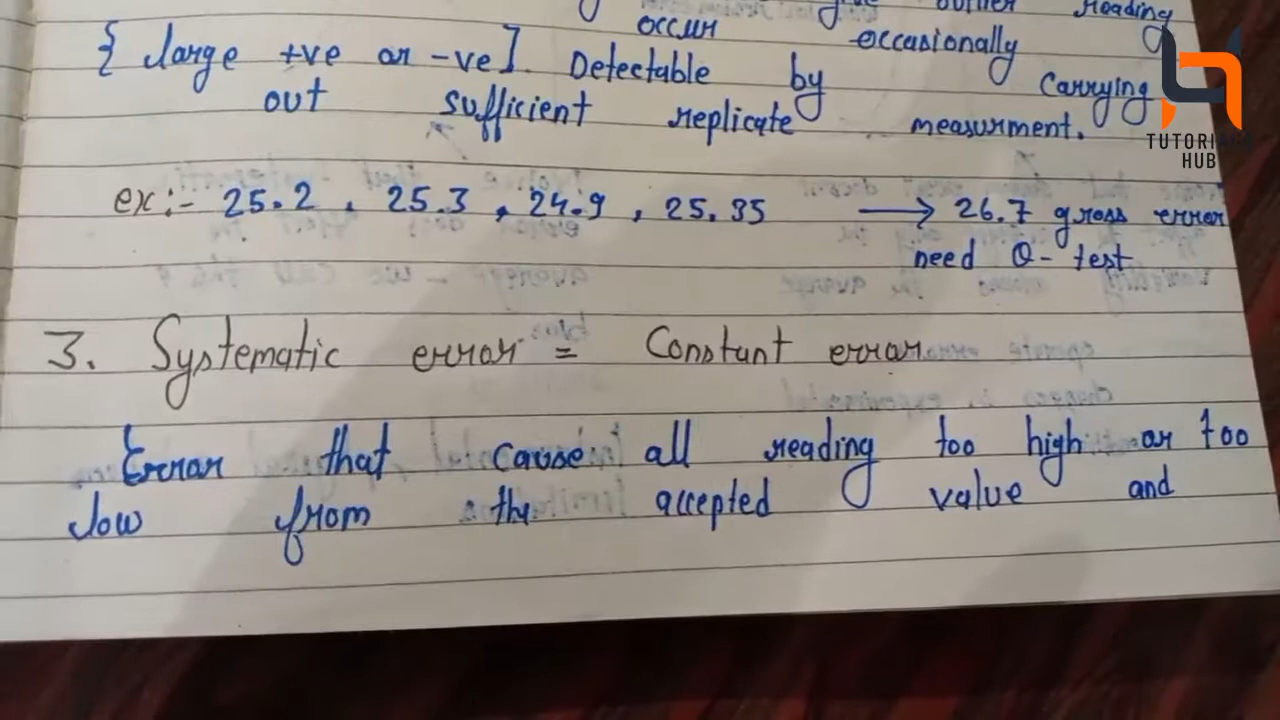 outlier reading
occur occasionally
{ large +ve or -ve]. Detectable by carrying
out sufficient replicate measurment.
TUTORIALS
HUB
ex:- 25.2 , 25.3 , 24.9 , 25.35 → 26.7 gross error
need Q- test
3. Systematic error = Constant error
Error that cause all reading too high or too
low from the accepted value and